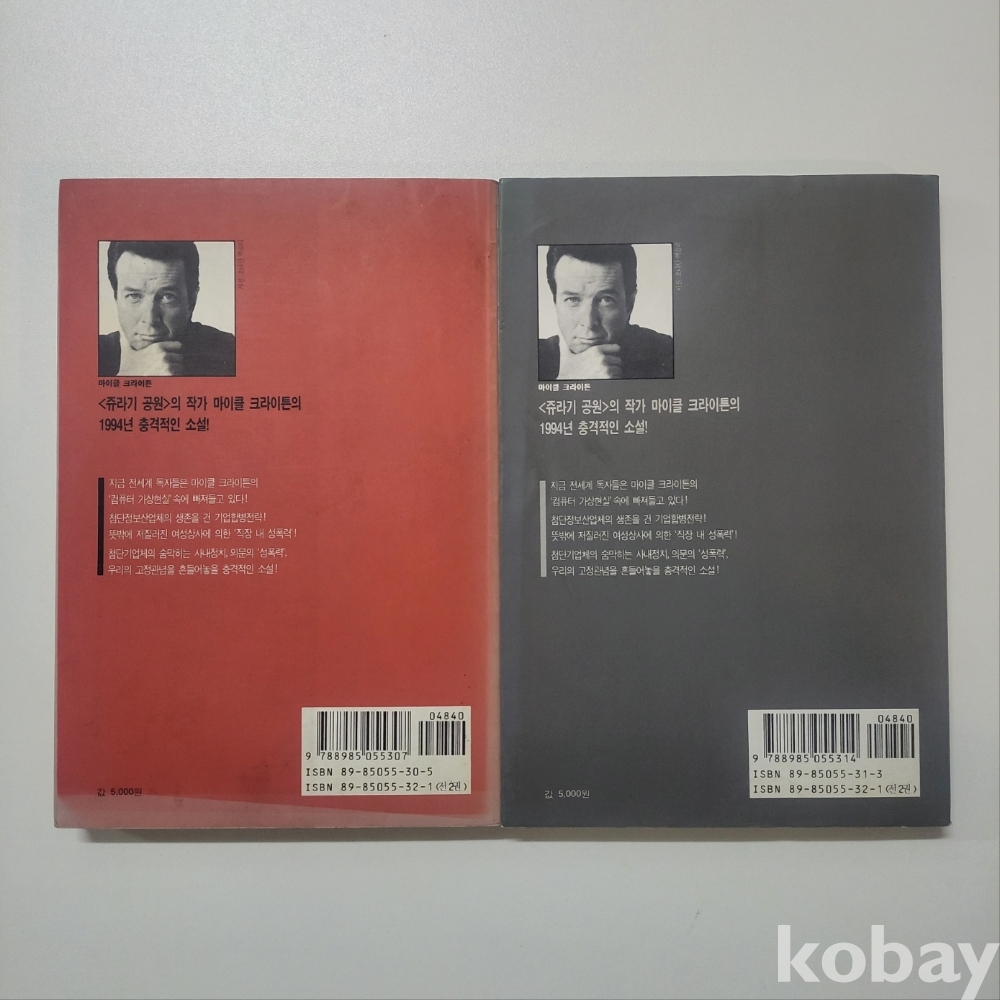 마이클 크라이튼
<쥬라기 공원>의 작가 마이클 크라이튼의
1994년 충격적인 소설!
지금 전세계 독자들은 마이클 크라이튼의
'컴퓨터 가상현실' 속에 빠져들고 있다!
첨단정보산업체의 생존을 건 기업합병전략!
뜻밖에 저질러진 여성상사에 의한 '직장 내 성폭력'!
첨단기업체의 숨막히는 사내정치, 의문의 '성폭력',
우리의 고정관념을 흔들어놓을 충격적인 소설!
04840
9 788985 055307
ISBN 89-85055-30-5
ISBN 89-85055-32-1 (전2권)
값 5,000원
마이클 크라이튼
<쥬라기 공원>의 작가 마이클 크라이튼의
1994년 충격적인 소설!
지금 전세계 독자들은 마이클 크라이튼의
'컴퓨터 가상현실' 속에 빠져들고 있다!
첨단정보산업체의 생존을 건 기업합병전략!
뜻밖에 저질러진 여성상사에 의한 '직장 내 성폭력'!
첨단기업체의 숨막히는 사내정치, 의문의 '성폭력',
우리의 고정관념을 흔들어놓을 충격적인 소설!
04840
9 788985 055314
ISBN 89-85055-31-3
ISBN 89-85055-32-1 (전2권)
값 5,000원
kobay